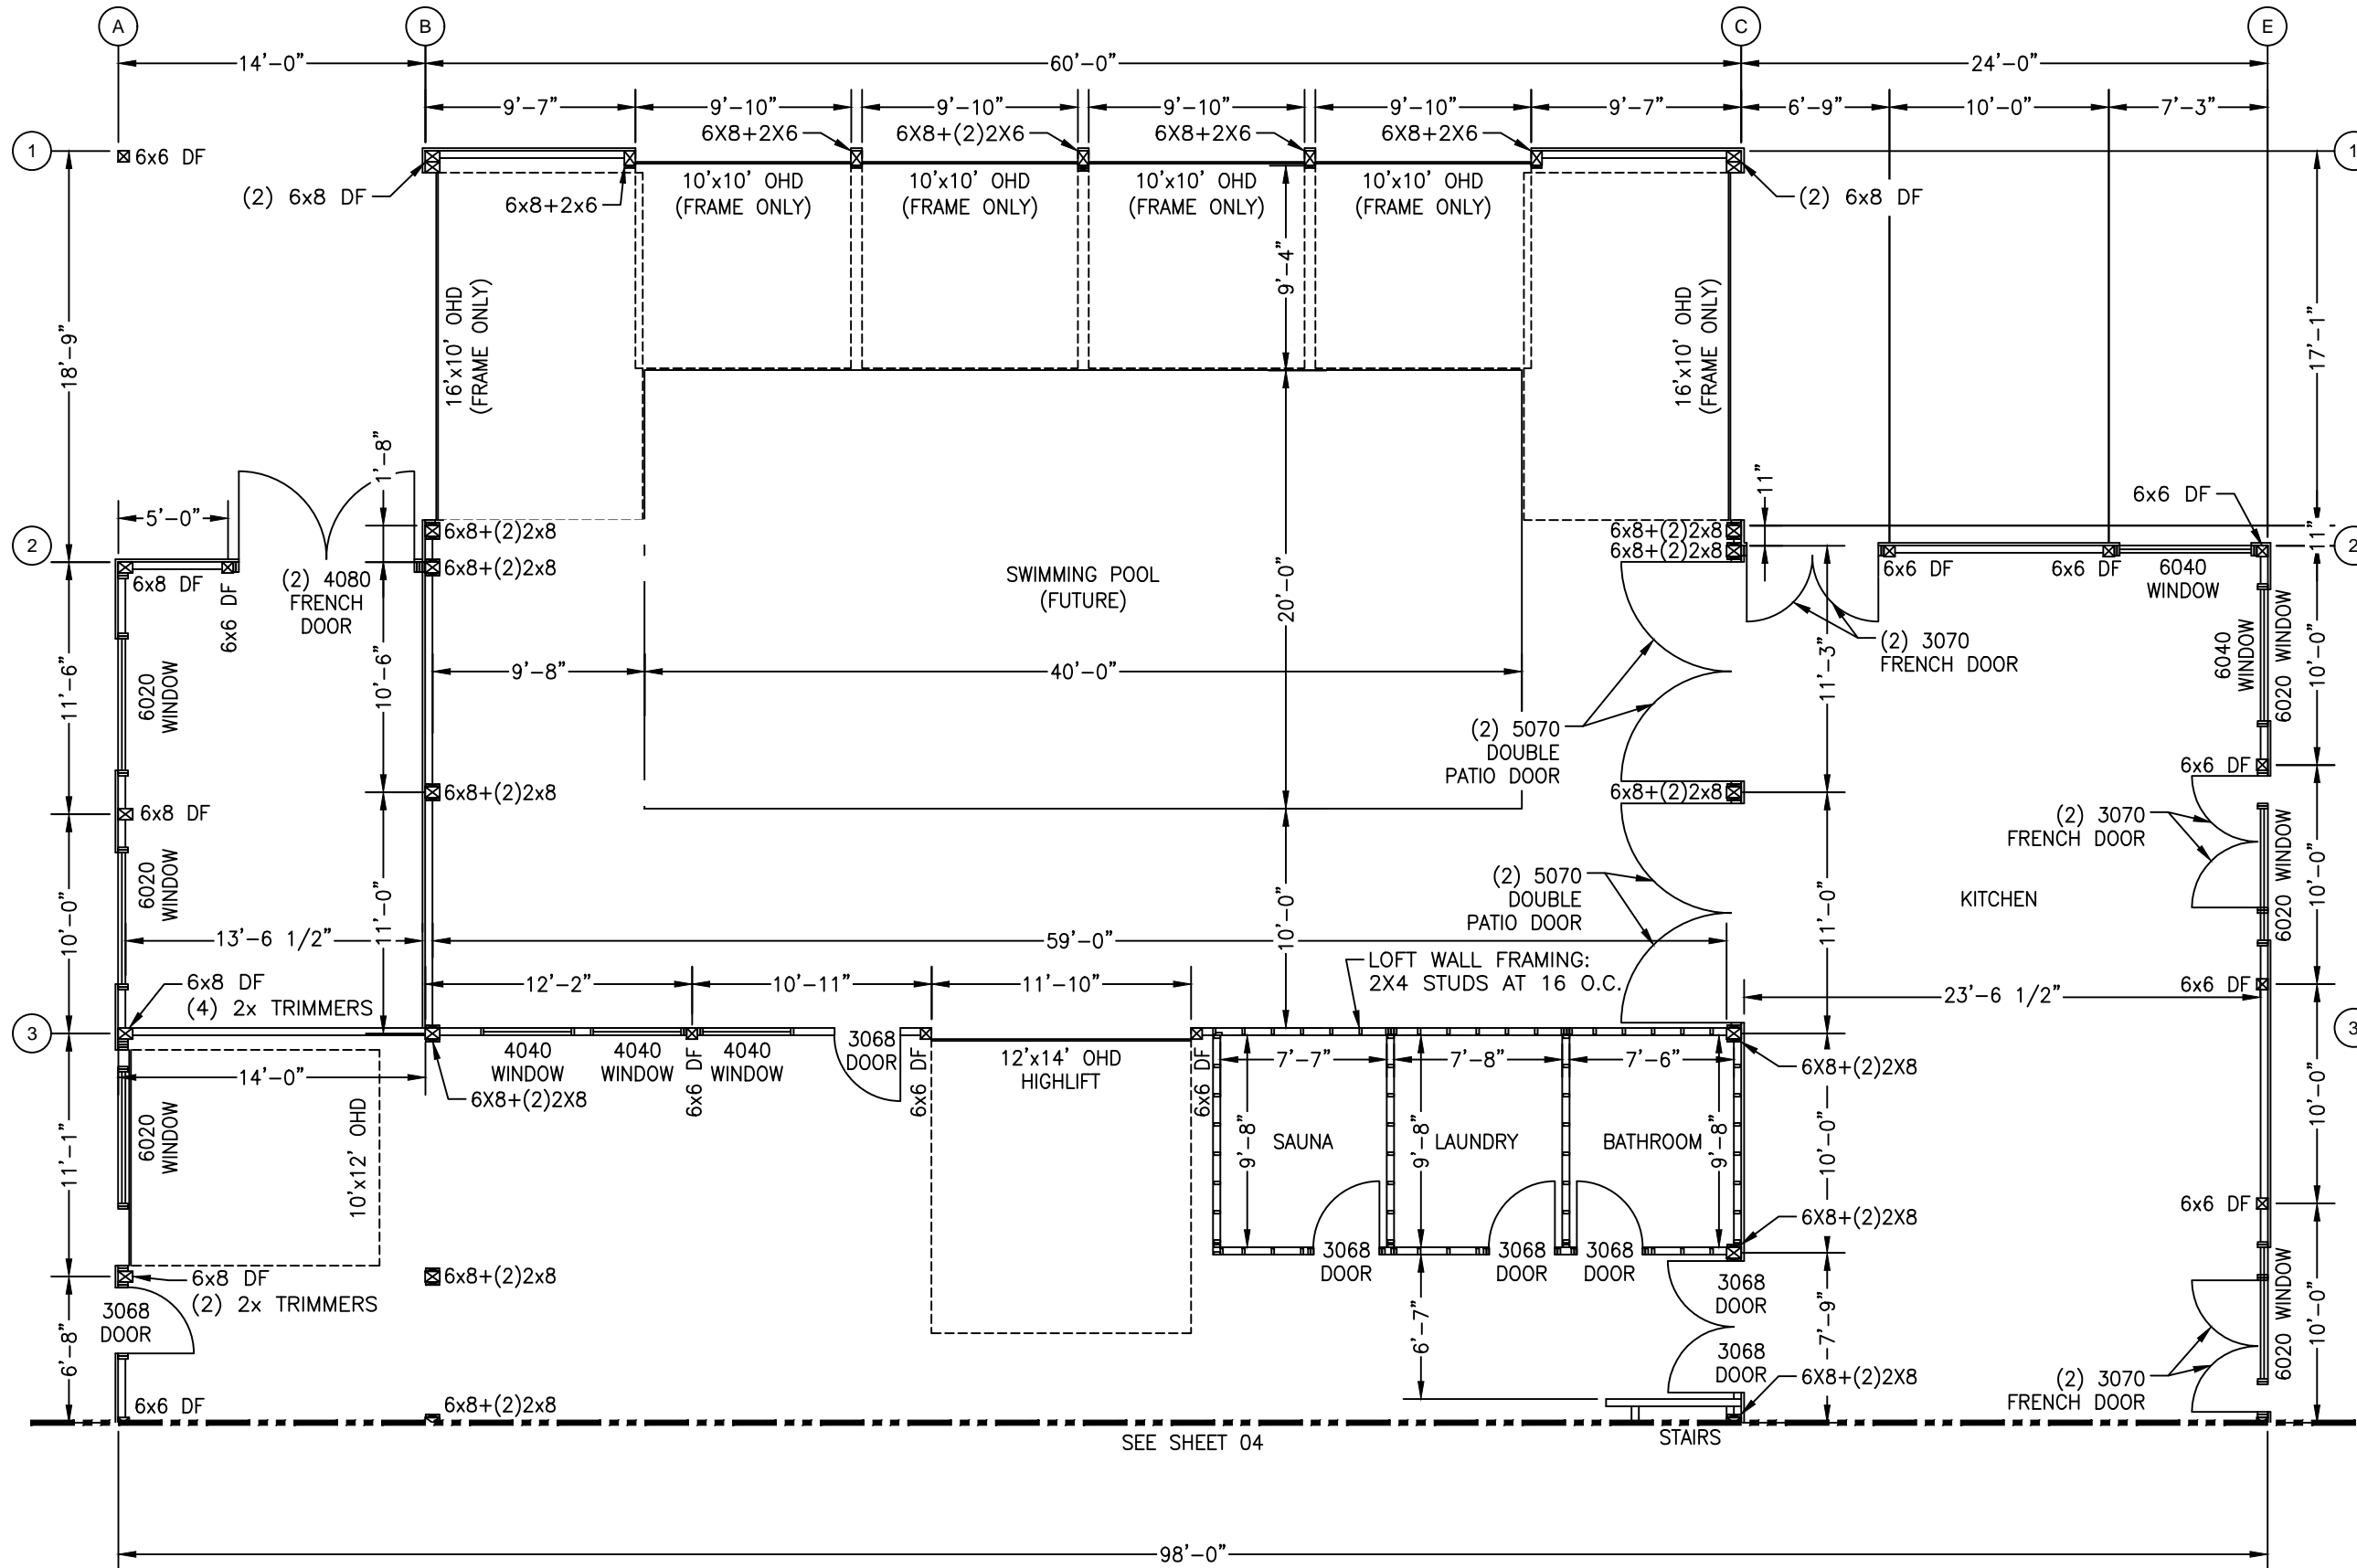 A
B
C
E
14'-0"
60'-0"
24'-0"
9'-7"
9'-10"
9'-10"
9'-10"
9'-10"
9'-7"
6'-9"
10'-0"
7'-3"
6X8+2X6
6X8+(2)2X6
6X8+2X6
6X8+2X6
1
6x6 DF
1
(2) 6x8 DF
6x8+2x6
10'x10' OHD
(FRAME ONLY)
10'x10' OHD
(FRAME ONLY)
10'x10' OHD
(FRAME ONLY)
10'x10' OHD
(FRAME ONLY)
(2) 6x8 DF
9'-4"
16'x10' OHD
(FRAME ONLY)
16'x10' OHD
(FRAME ONLY)
18'-9"
17'-1"
1'-8"
11"
11"
6x6 DF
5'-0"
6x8+(2)2x8
6x8+(2)2x8
6x8+(2)2x8
6x8+(2)2x8
2
2
6x8 DF
6x6 DF
(2) 4080
FRENCH
DOOR
SWIMMING POOL
(FUTURE)
20'-0"
6x6 DF
6x6 DF
6040
WINDOW
(2) 3070
FRENCH DOOR
6040
WINDOW
6020 WINDOW
10'-0"
11'-6"
6020
WINDOW
10'-6"
9'-8"
40'-0"
11'-3"
(2) 5070
DOUBLE
PATIO DOOR
6x8+(2)2x8
6x8+(2)2x8
6x6 DF
6x8 DF
(2) 3070
FRENCH DOOR
6020 WINDOW
10'-0"
10'-0"
6020
WINDOW
11'-0"
10'-0"
(2) 5070
DOUBLE
PATIO DOOR
11'-0"
KITCHEN
13'-6 1/2"
59'-0"
LOFT WALL FRAMING:
2X4 STUDS AT 16 O.C.
6x8 DF
(4) 2x TRIMMERS
12'-2"
10'-11"
11'-10"
6x6 DF
23'-6 1/2"
3
3
4040
WINDOW
4040
WINDOW
4040
WINDOW
6x6 DF
3068
DOOR
6x6 DF
12'x14' OHD
HIGHLIFT
6x6 DF
7'-7"
7'-8"
7'-6"
6X8+(2)2X8
14'-0"
6X8+(2)2X8
11'-1"
6020
WINDOW
10'x12' OHD
SAUNA
LAUNDRY
BATHROOM
9'-8"
9'-8"
9'-8"
10'-0"
10'-0"
6x6 DF
6X8+(2)2X8
3068
DOOR
3068
DOOR
3068
DOOR
6x8 DF
(2) 2x TRIMMERS
6x8+(2)2x8
3068
DOOR
3068
DOOR
6'-8"
6'-7"
7'-9"
3068
DOOR
6020 WINDOW
10'-0"
6x6 DF
6x8+(2)2x8
6X8+(2)2X8
(2) 3070
FRENCH DOOR
SEE SHEET 04
STAIRS
98'-0"